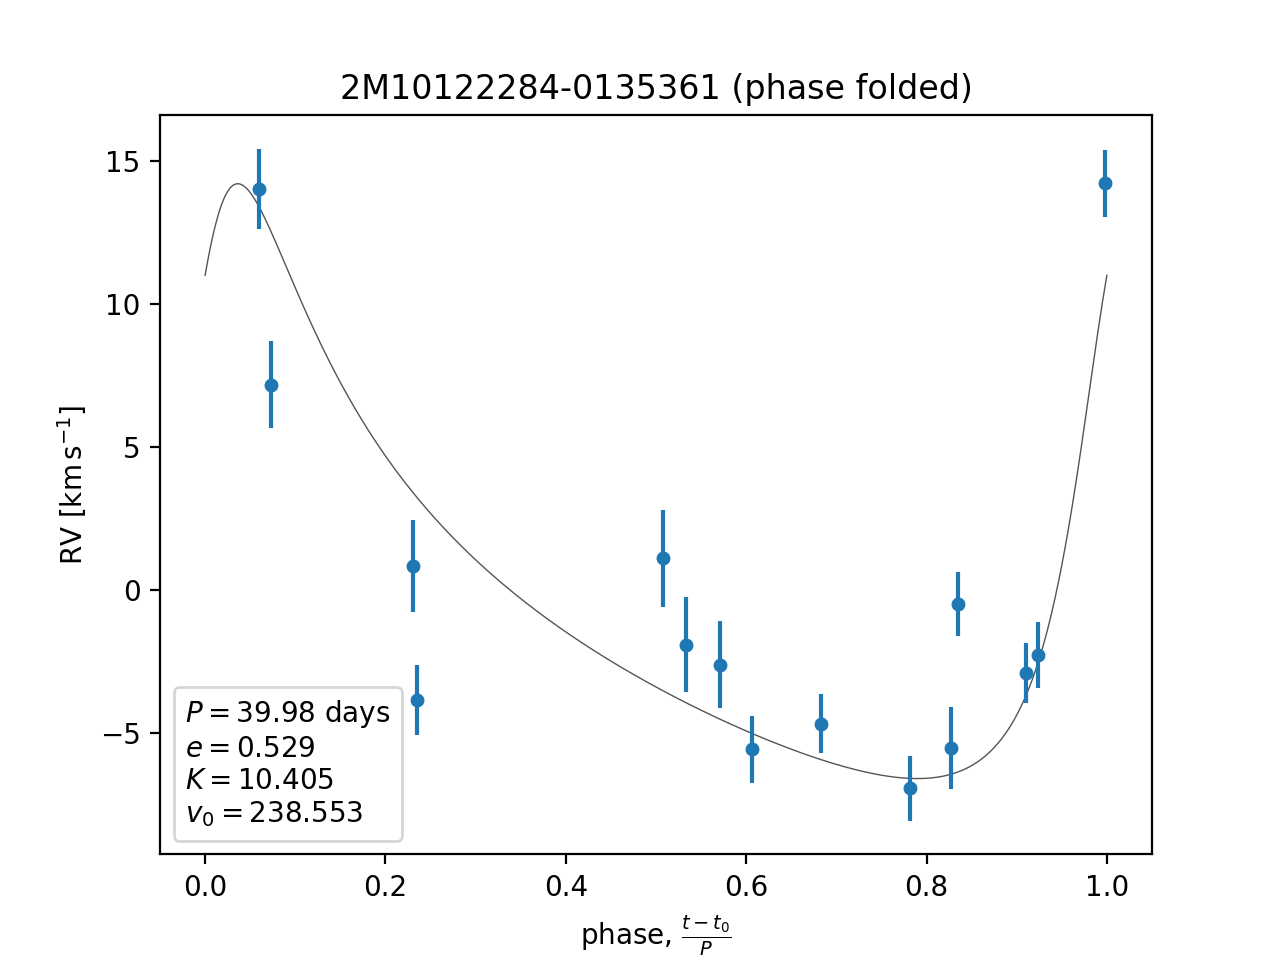 2M10122284-0135361 (phase folded)
RV [km s⁻¹]
15
10
5
0
−5
P = 39.98 days
e = 0.529
K = 10.405
v₀ = 238.553
0.0 0.2 0.4 0.6 0.8 1.0
phase, (t − t₀)/P